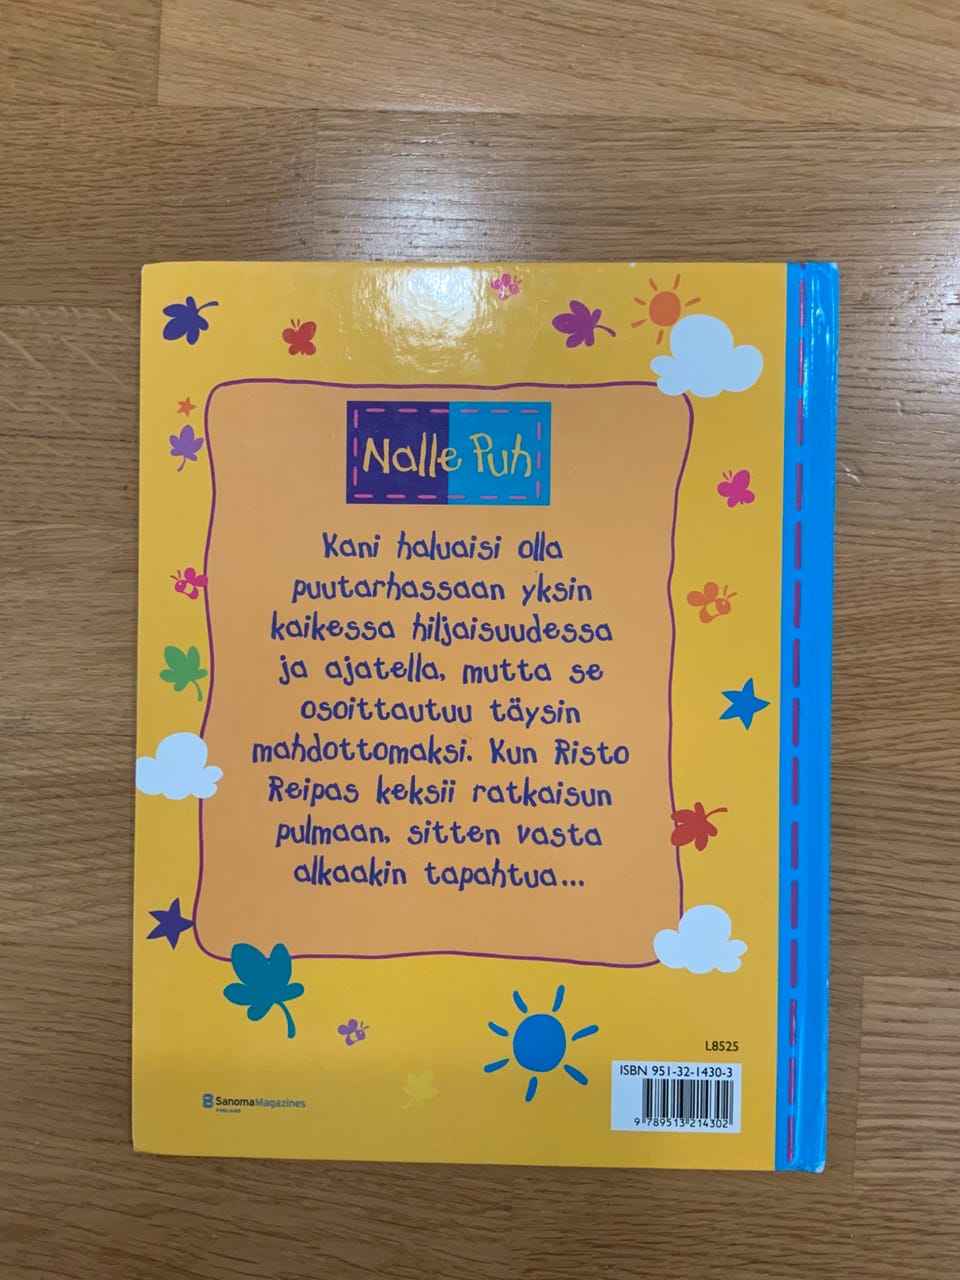 Nalle Puh
Kani haluaisi olla
puutarhassaan yksin
kaikessa hiljaisuudessa
ja ajatella, mutta se
osoittautuu täysin
mahdottomaksi. Kun Risto
Reipas keksii ratkaisun
pulmaan, sitten vasta
alkaakin tapahtua...
L8525
ISBN 951-32-1430-3
9 789513 214302
SanomaMagazines
FINLAND